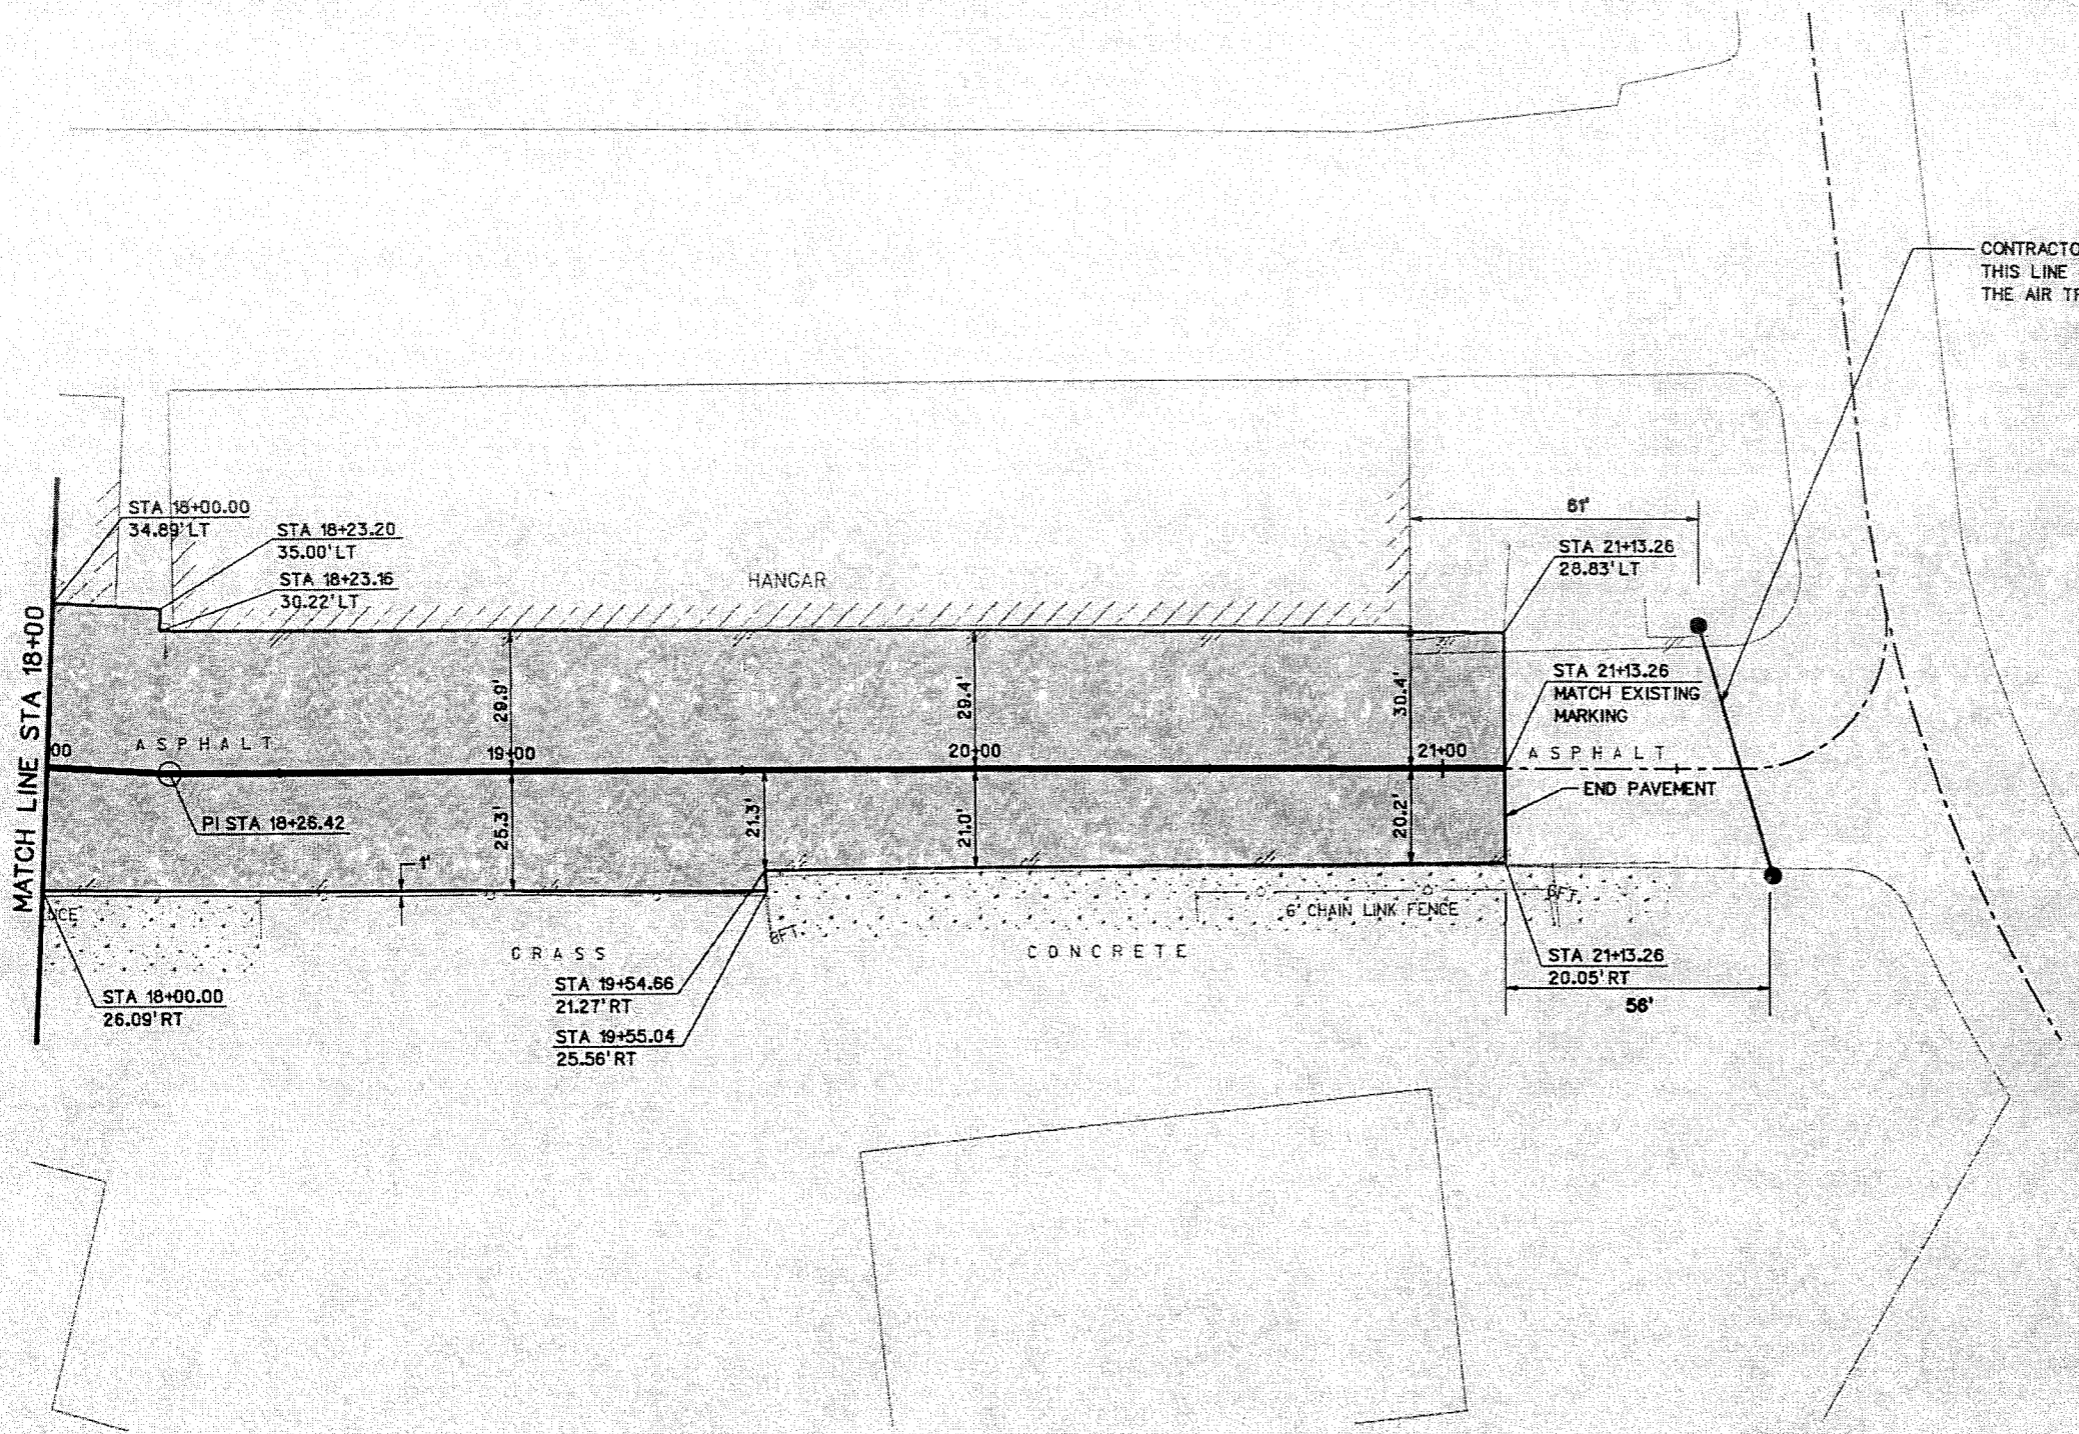 CONTRACTO
THIS LINE
THE AIR TR
MATCH LINE STA 18+00
STA 18+00.00
34.89' LT
STA 18+23.20
35.00' LT
STA 18+23.16
30.22' LT
HANGAR
61'
STA 21+13.26
28.83' LT
STA 21+13.26
MATCH EXISTING
MARKING
29.9'
29.4'
30.4'
00
ASPHALT
19+00
20+00
21+00
ASPHALT
END PAVEMENT
PI STA 18+26.42
25.3'
21.3'
21.0'
20.2'
1'
6' CHAIN LINK FENCE
6FT.
6FT.
GRASS
CONCRETE
STA 18+00.00
26.09' RT
STA 19+54.66
21.27' RT
STA 19+55.04
25.56' RT
STA 21+13.26
20.05' RT
56'